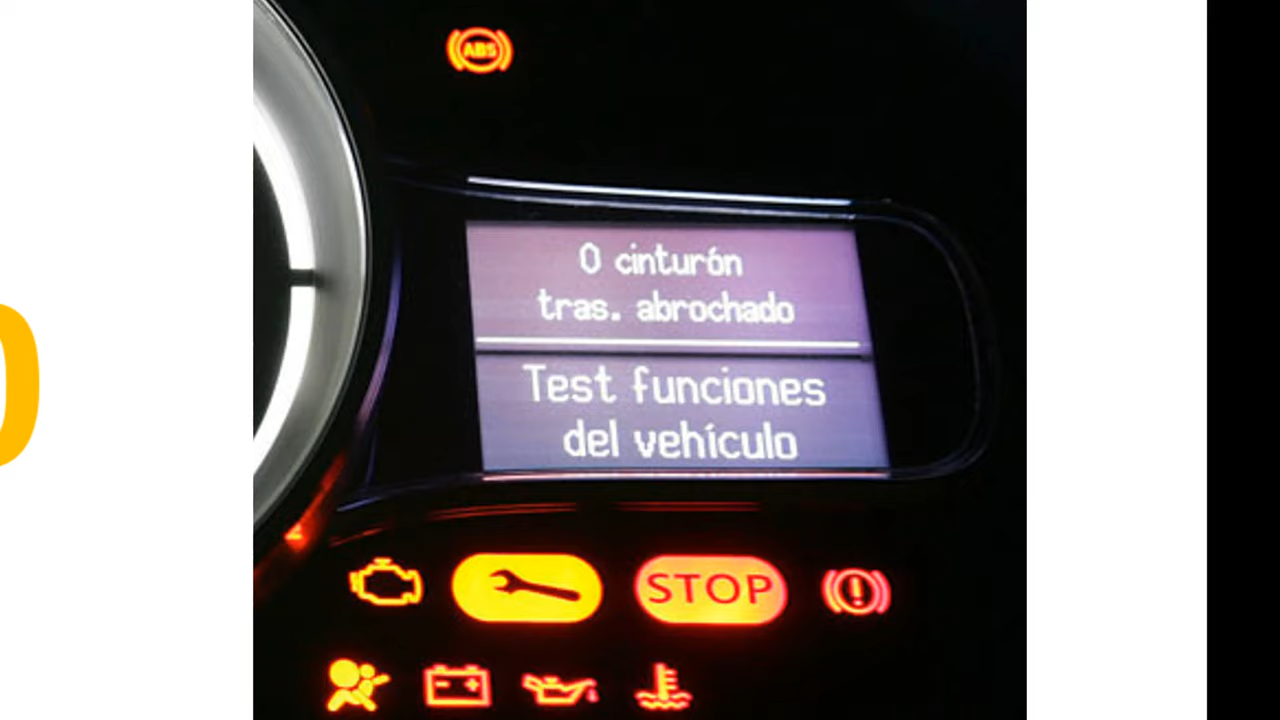 ABS
0 cinturón
tras. abrochado
Test funciones
del vehículo
STOP